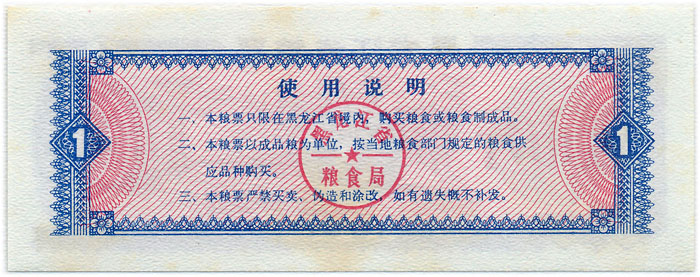 使用说明
一、本粮票只限在黑龙江省境内，购买粮食或粮食制成品。
二、本粮票以成品粮为单位，按当地粮食部门规定的粮食供
应品种购买。
三、本粮票严禁买卖、伪造和涂改，如有遗失概不补发。
黑龙江省
粮食局
1
1